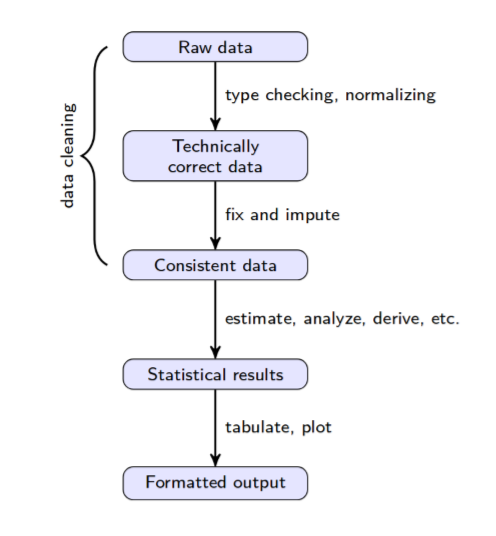 Raw data
type checking, normalizing
Technically
correct data
data cleaning
fix and impute
Consistent data
estimate, analyze, derive, etc.
Statistical results
tabulate, plot
Formatted output